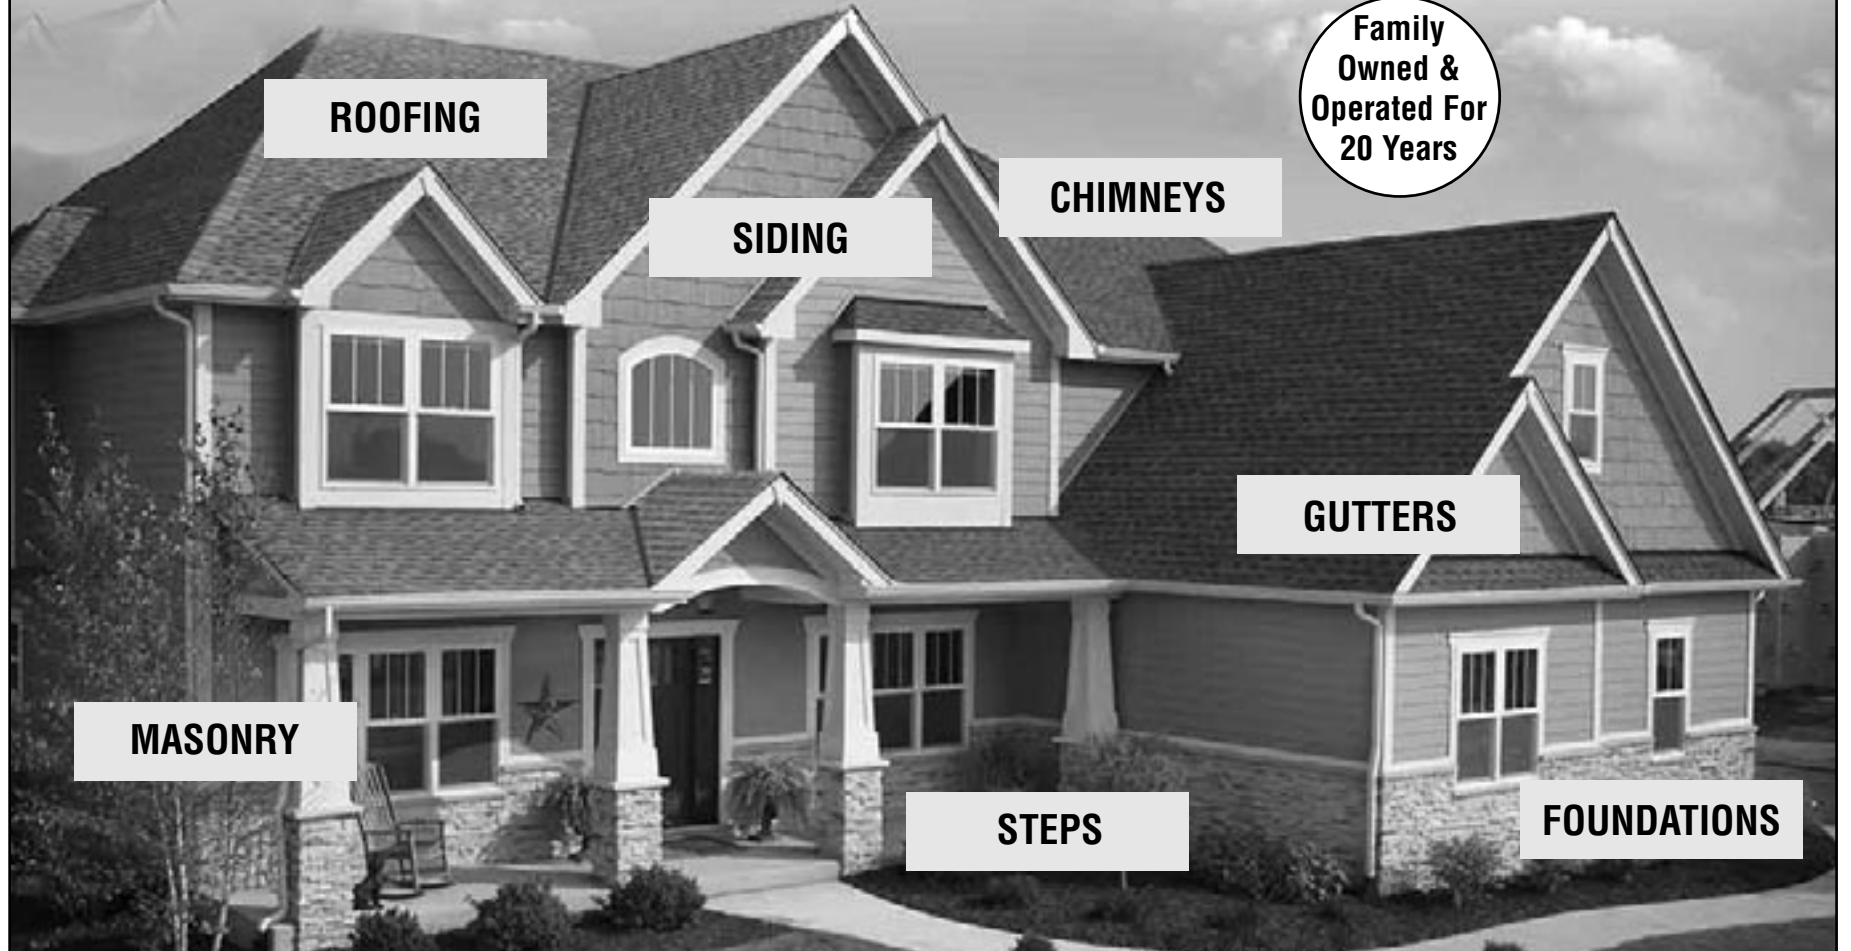 Family
Owned &
Operated For
20 Years
ROOFING
CHIMNEYS
SIDING
GUTTERS
MASONRY
STEPS
FOUNDATIONS